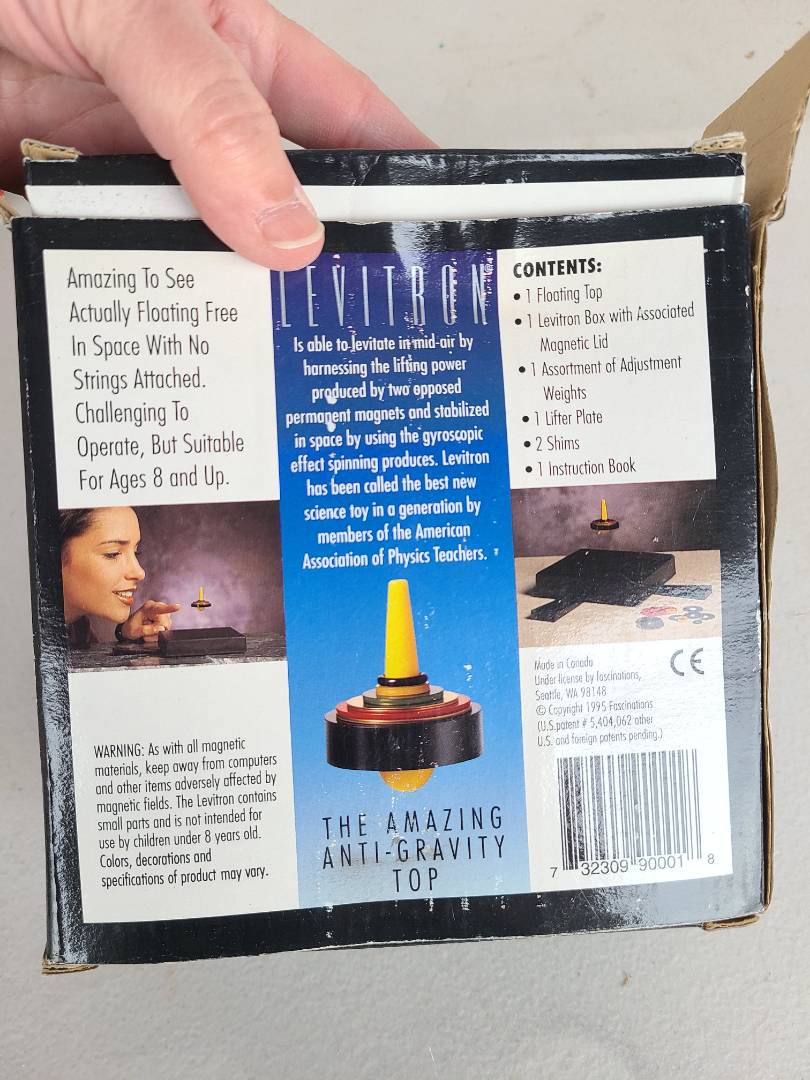 Amazing To See
Actually Floating Free
In Space With No
Strings Attached.
Challenging To
Operate, But Suitable
For Ages 8 and Up.
WARNING: As with all magnetic
materials, keep away from computers
and other items adversely affected by
magnetic fields. The Levitron contains
small parts and is not intended for
use by children under 8 years old.
Colors, decorations and
specifications of product may vary.
LEVITRON
Is able to levitate in mid-air by
harnessing the lifting power
produced by two opposed
permanent magnets and stabilized
in space by using the gyroscopic
effect spinning produces. Levitron
has been called the best new
science toy in a generation by
members of the American
Association of Physics Teachers.
THE AMAZING
ANTI-GRAVITY
TOP
CONTENTS:
• 1 Floating Top
• 1 Levitron Box with Associated
Magnetic Lid
• 1 Assortment of Adjustment
Weights
• 1 Lifter Plate
• 2 Shims
• 1 Instruction Book
Made in Canada
Under license by fascinations,
Seattle, WA 98148
© Copyright 1995 Fascinations
(U.S.patent # 5,404,062 other
U.S. and foreign patents pending.)
CE
7 32309 90001 8